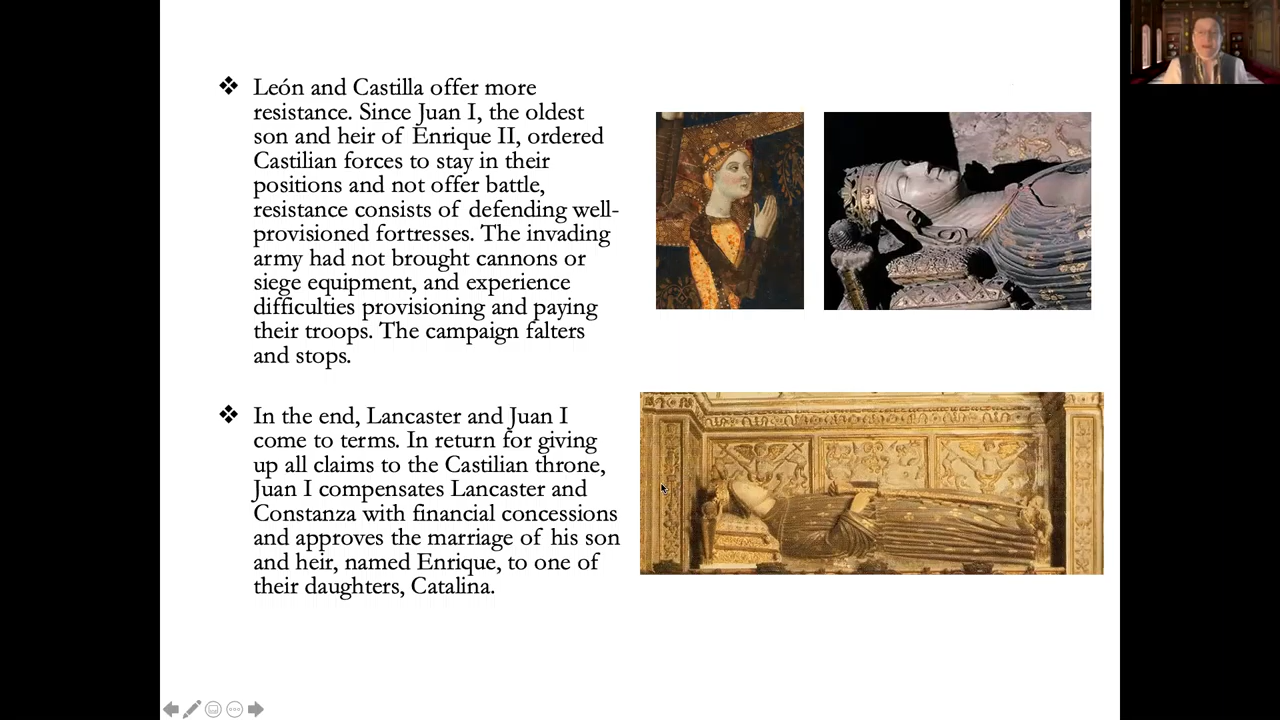 ❖ León and Castilla offer more
resistance. Since Juan I, the oldest
son and heir of Enrique II, ordered
Castilian forces to stay in their
positions and not offer battle,
resistance consists of defending well-
provisioned fortresses. The invading
army had not brought cannons or
siege equipment, and experience
difficulties provisioning and paying
their troops. The campaign falters
and stops.
❖ In the end, Lancaster and Juan I
come to terms. In return for giving
up all claims to the Castilian throne,
Juan I compensates Lancaster and
Constanza with financial concessions
and approves the marriage of his son
and heir, named Enrique, to one of
their daughters, Catalina.